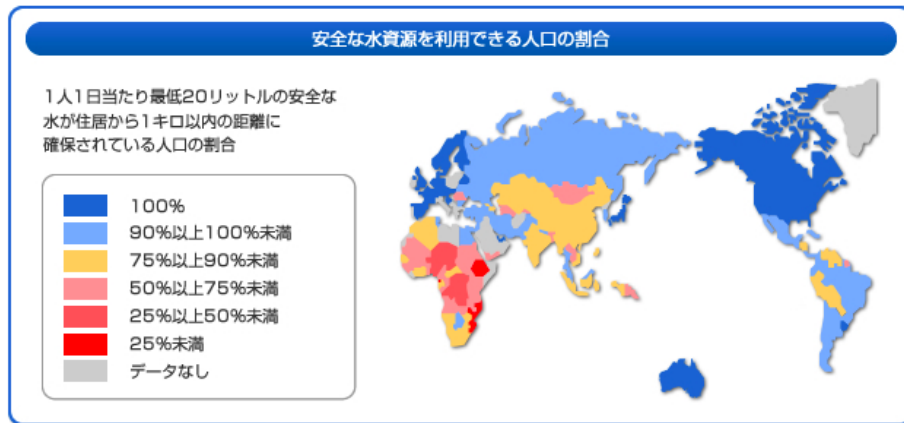 安全な水資源を利用できる人口の割合
1人1日当たり最低20リットルの安全な
水が住居から1キロ以内の距離に
確保されている人口の割合
100%
90%以上100%未満
75%以上90%未満
50%以上75%未満
25%以上50%未満
25%未満
データなし